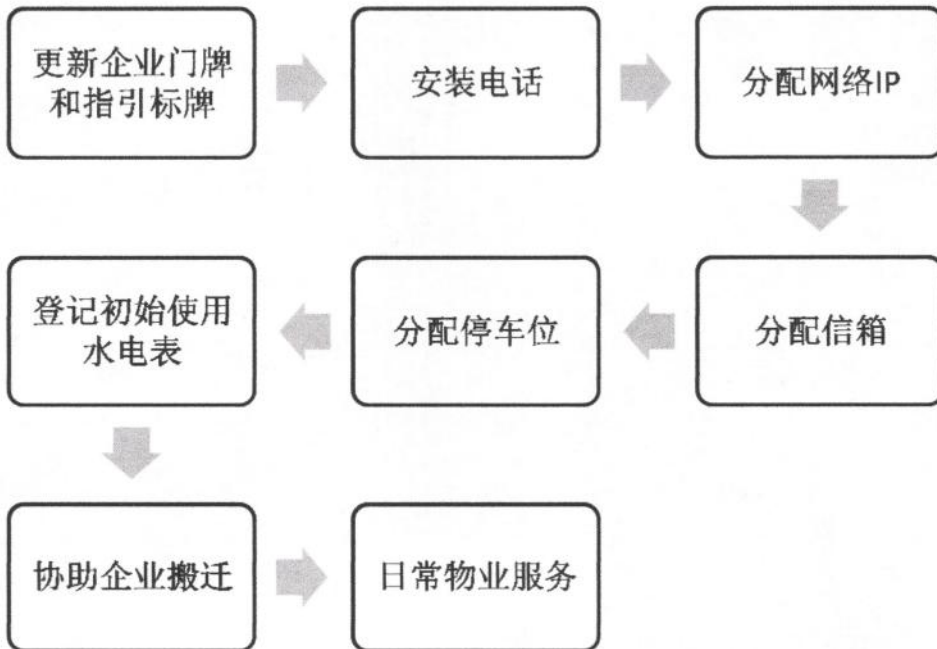 更新企业门牌
和指引标牌
安装电话
分配网络IP
分配信箱
分配停车位
登记初始使用
水电表
协助企业搬迁
日常物业服务